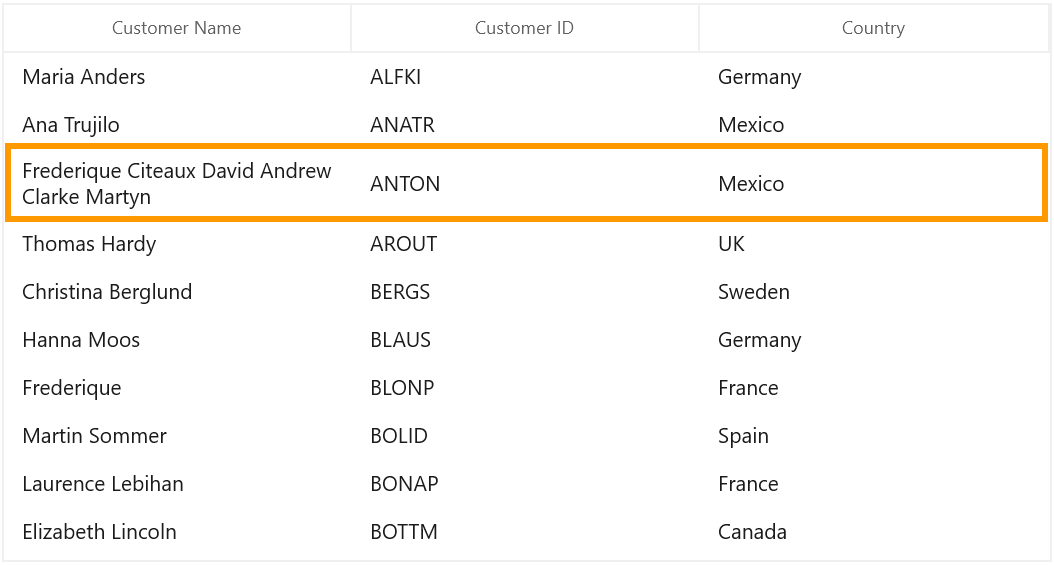 Customer Name Customer ID Country
Maria Anders ALFKI Germany
Ana Trujilo ANATR Mexico
Frederique Citeaux David Andrew
Clarke Martyn ANTON Mexico
Thomas Hardy AROUT UK
Christina Berglund BERGS Sweden
Hanna Moos BLAUS Germany
Frederique BLONP France
Martin Sommer BOLID Spain
Laurence Lebihan BONAP France
Elizabeth Lincoln BOTTM Canada